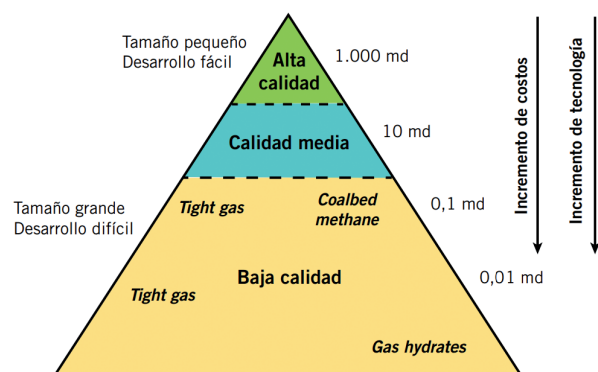 Tamaño pequeño
Desarrollo fácil
Alta
calidad
1.000 md
Calidad media
10 md
Tamaño grande
Desarrollo difícil
Tight gas
Coalbed
methane
0,1 md
Baja calidad
0,01 md
Tight gas
Gas hydrates
Incremento de costos
Incremento de tecnología